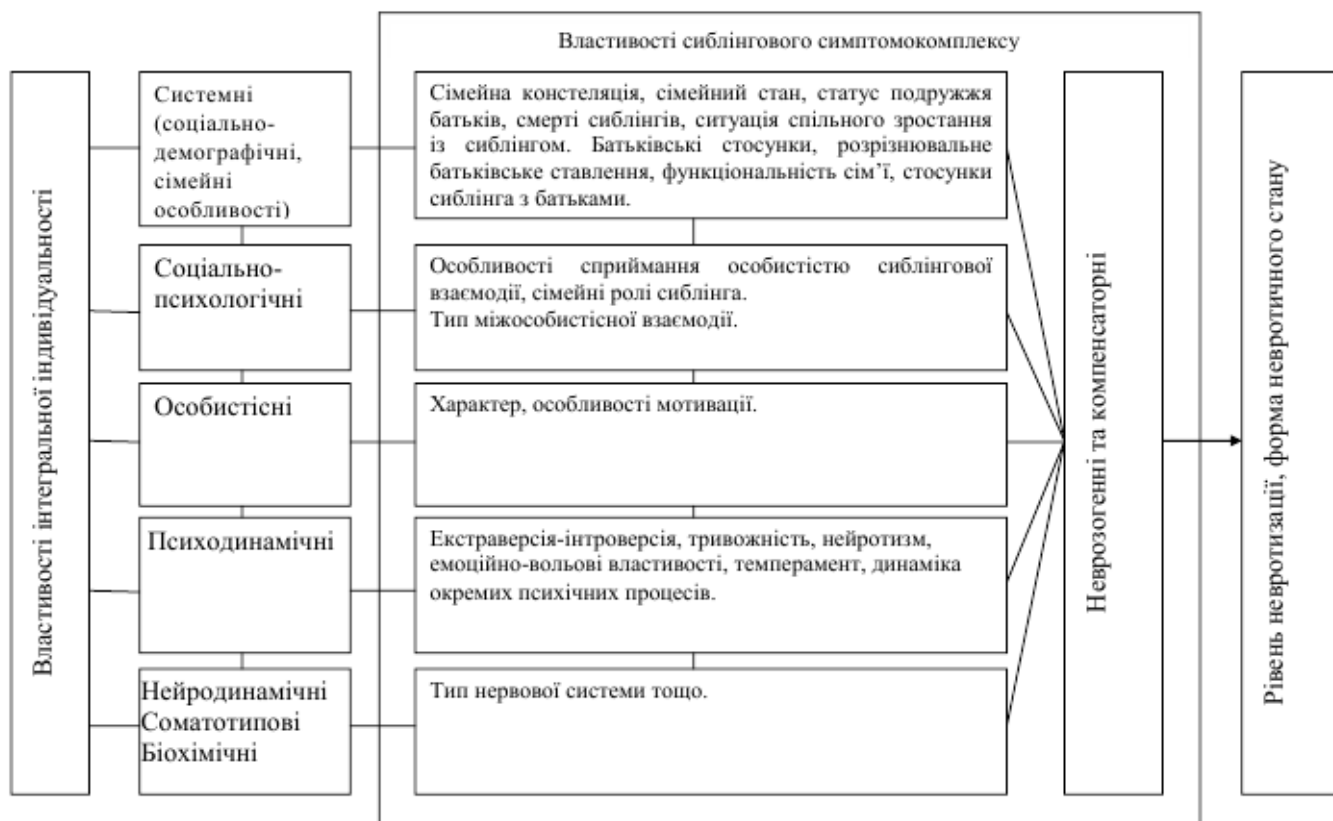 Властивості сиблінгового симптомокомплексу
Властивості інтегральної індивідуальності
Системні
(соціально-
демографічні,
сімейні
особливості)
Сімейна констеляція, сімейний стан, статус подружжя
батьків, смерті сиблінгів, ситуація спільного зростання
із сиблінгом. Батьківські стосунки, розрізнювальне
батьківське ставлення, функціональність сім’ї, стосунки
сиблінга з батьками.
Соціально-
психологічні
Особливості сприймання особистістю сиблінгової
взаємодії, сімейні ролі сиблінга.
Тип міжособистісної взаємодії.
Особистісні
Характер, особливості мотивації.
Психодинамічні
Екстраверсія-інтроверсія, тривожність, нейротизм,
емоційно-вольові властивості, темперамент, динаміка
окремих психічних процесів.
Нейродинамічні
Соматотипові
Біохімічні
Тип нервової системи тощо.
Неврозогенні та компенсаторні
Рівень невротизації, форма невротичного стану